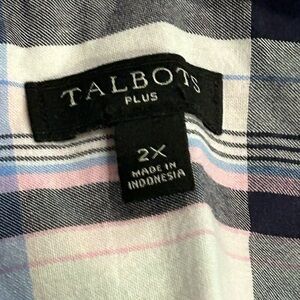 TALBOTS
PLUS
2X
MADE IN
INDONESIA